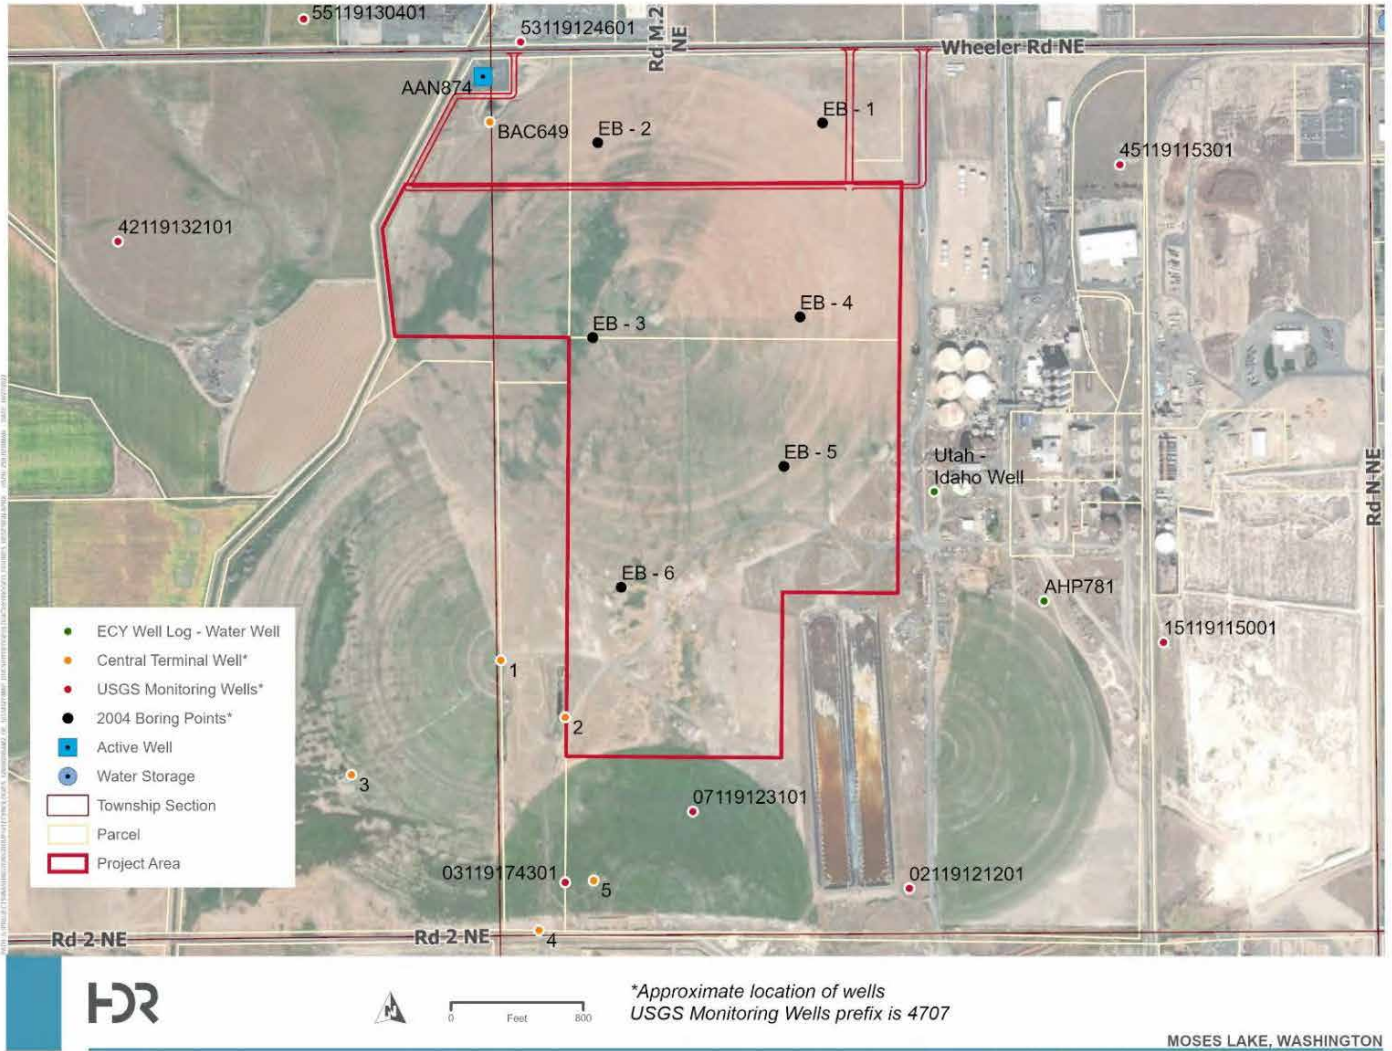 55119130401
53119124601
Rd M.2
NE
Wheeler Rd NE
AAN874
BAC649
EB - 2
EB - 1
45119115301
42119132101
EB - 4
EB - 3
EB - 5
Utah -
Idaho Well
Rd-N-NE
EB - 6
AHP781
15119115001
ECY Well Log - Water Well
Central Terminal Well*
USGS Monitoring Wells*
2004 Boring Points*
Active Well
Water Storage
Township Section
Parcel
Project Area
1
2
3
07119123101
03119174301
5
02119121201
4
Rd 2 NE
Rd 2 NE
HDR
N
0 Feet 800
*Approximate location of wells
USGS Monitoring Wells prefix is 4707
MOSES LAKE, WASHINGTON